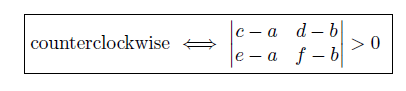 counterclockwise ⟺ |c − a d − b|
|e − a f − b| > 0